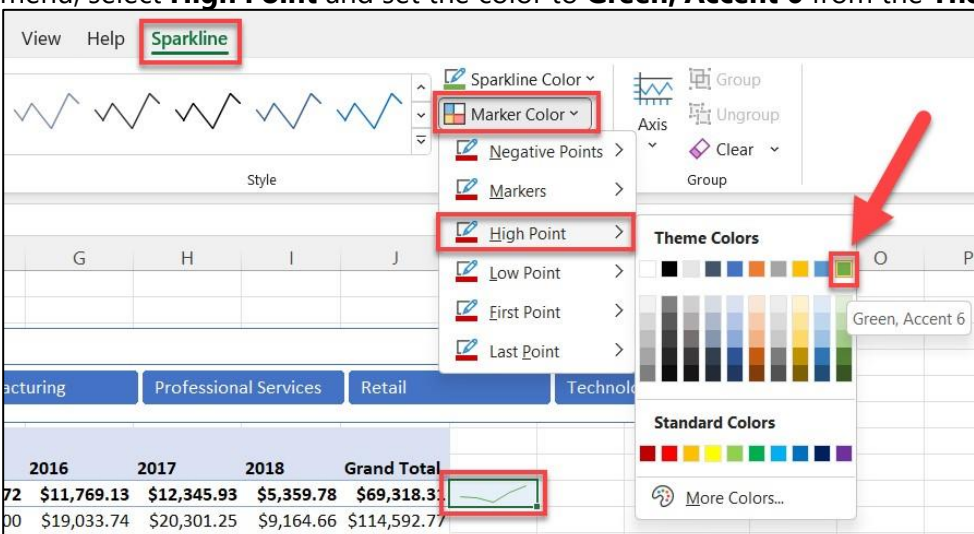 menu, select High Point and set the color to Green, Accent 6 from the
View Help Sparkline
Sparkline Color
Marker Color
Group
Ungroup
Axis
Clear
Style
Group
Negative Points
Markers
High Point
Low Point
First Point
Last Point
Theme Colors
Green, Accent 6
Standard Colors
More Colors...
G H I J O P
Professional Services Retail
2016 2017 2018 Grand Total
72 $11,769.13 $12,345.93 $5,359.78 $69,318.31
00 $19,033.74 $20,301.25 $9,164.66 $114,592.77